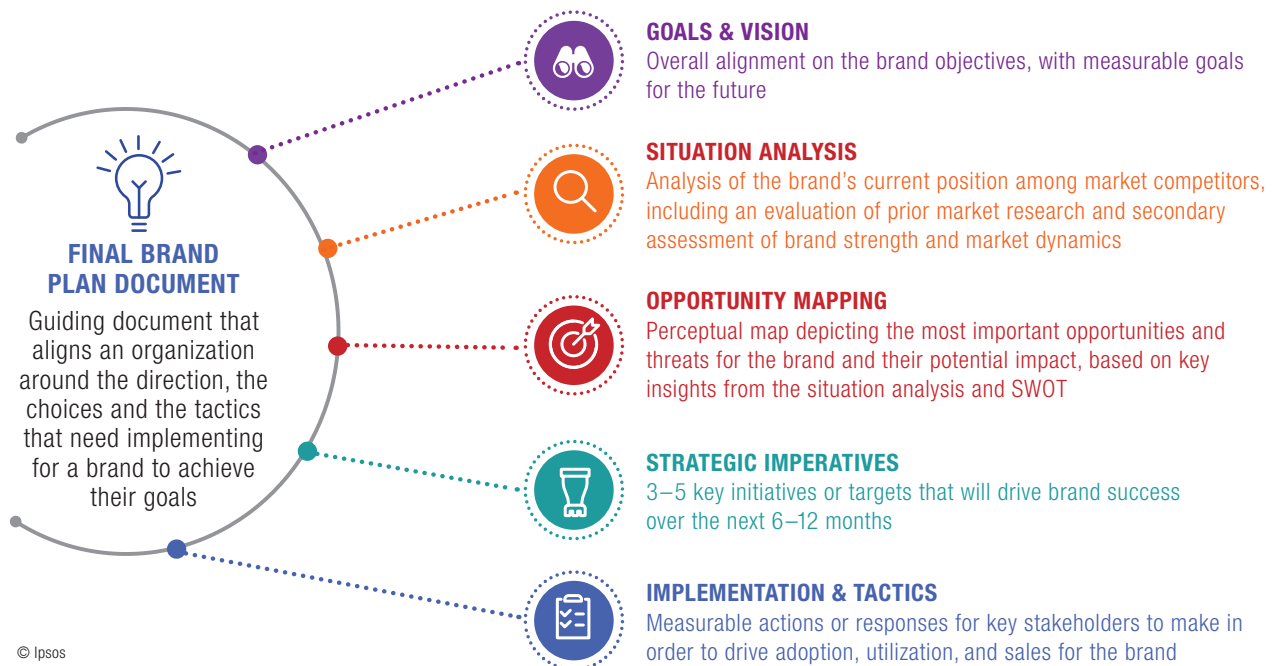 FINAL BRAND
PLAN DOCUMENT
Guiding document that
aligns an organization
around the direction, the
choices and the tactics
that need implementing
for a brand to achieve
their goals
GOALS & VISION
Overall alignment on the brand objectives, with measurable goals
for the future
SITUATION ANALYSIS
Analysis of the brand’s current position among market competitors,
including an evaluation of prior market research and secondary
assessment of brand strength and market dynamics
OPPORTUNITY MAPPING
Perceptual map depicting the most important opportunities and
threats for the brand and their potential impact, based on key
insights from the situation analysis and SWOT
STRATEGIC IMPERATIVES
3–5 key initiatives or targets that will drive brand success
over the next 6–12 months
IMPLEMENTATION & TACTICS
Measurable actions or responses for key stakeholders to make in
order to drive adoption, utilization, and sales for the brand
© Ipsos